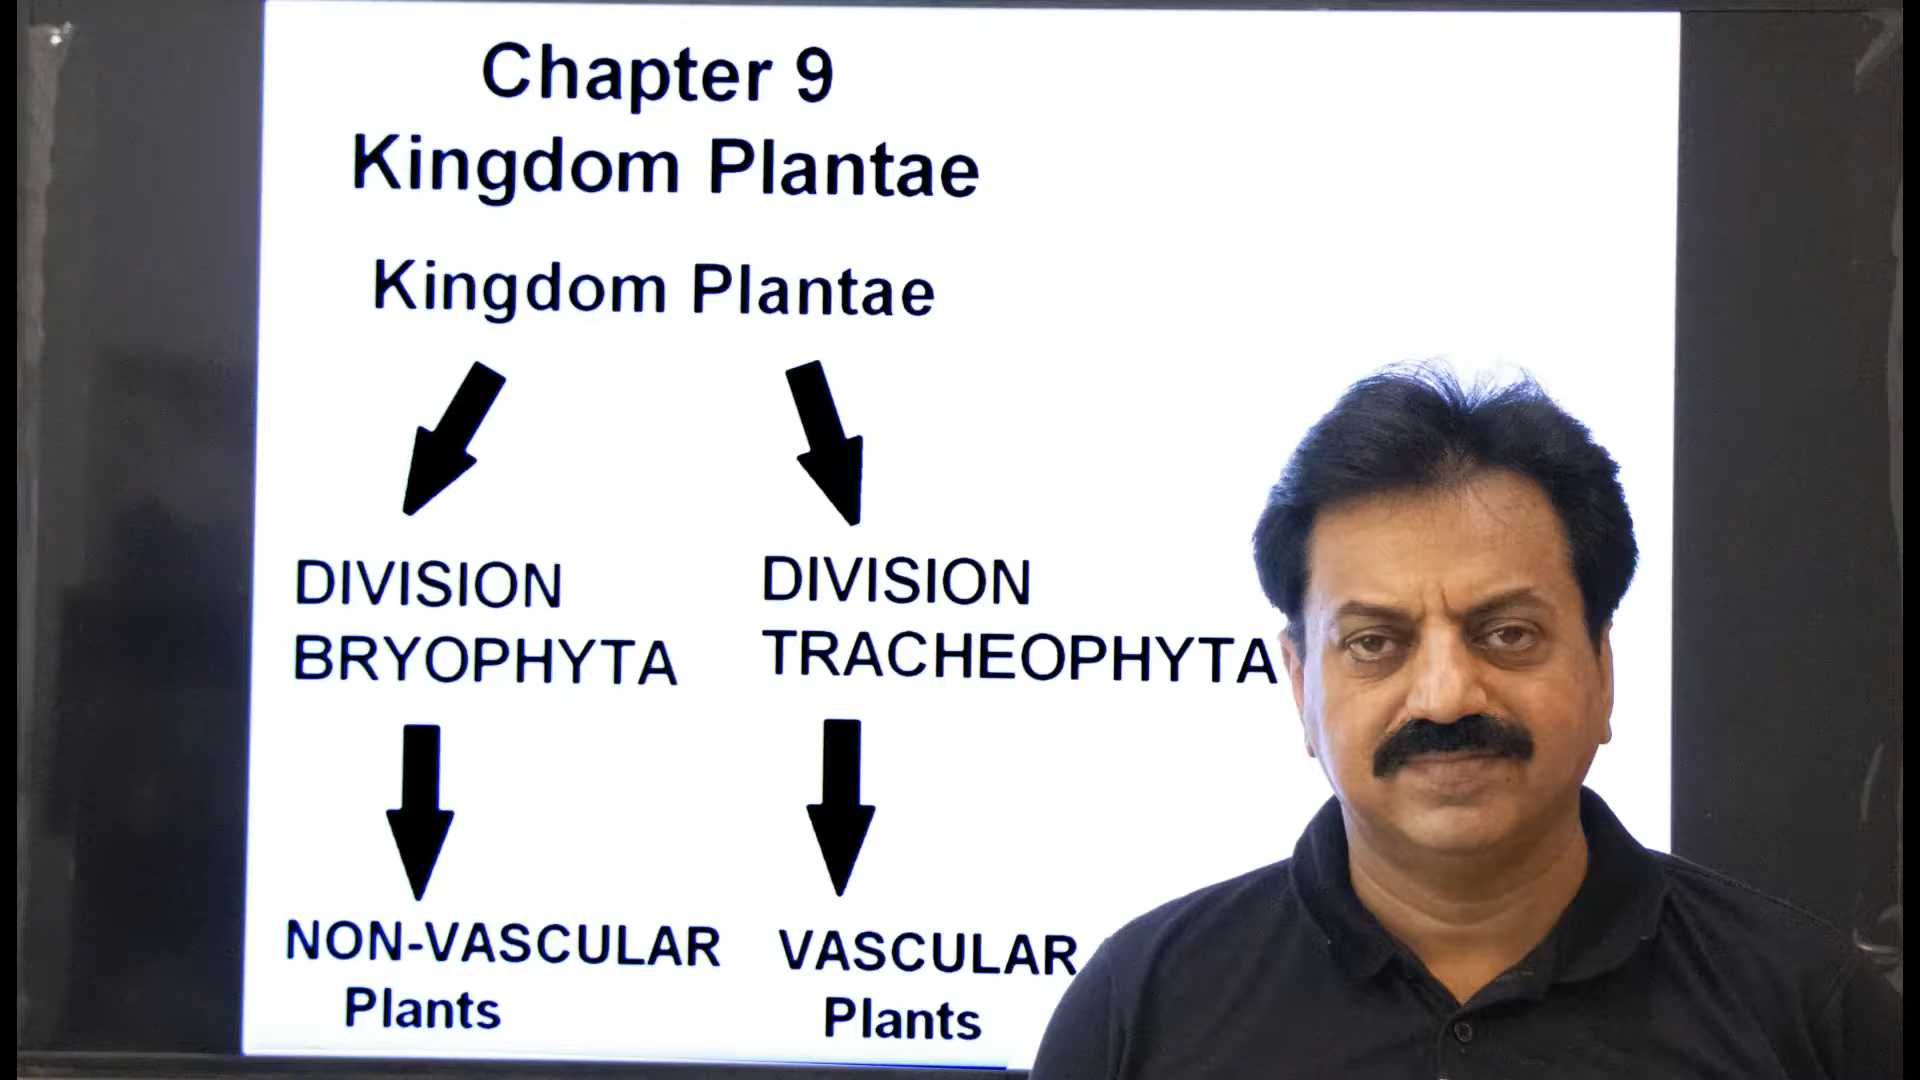 Chapter 9
Kingdom Plantae
Kingdom Plantae
DIVISION
BRYOPHYTA
DIVISION
TRACHEOPHYTA
NON-VASCULAR
Plants
VASCULAR
Plants